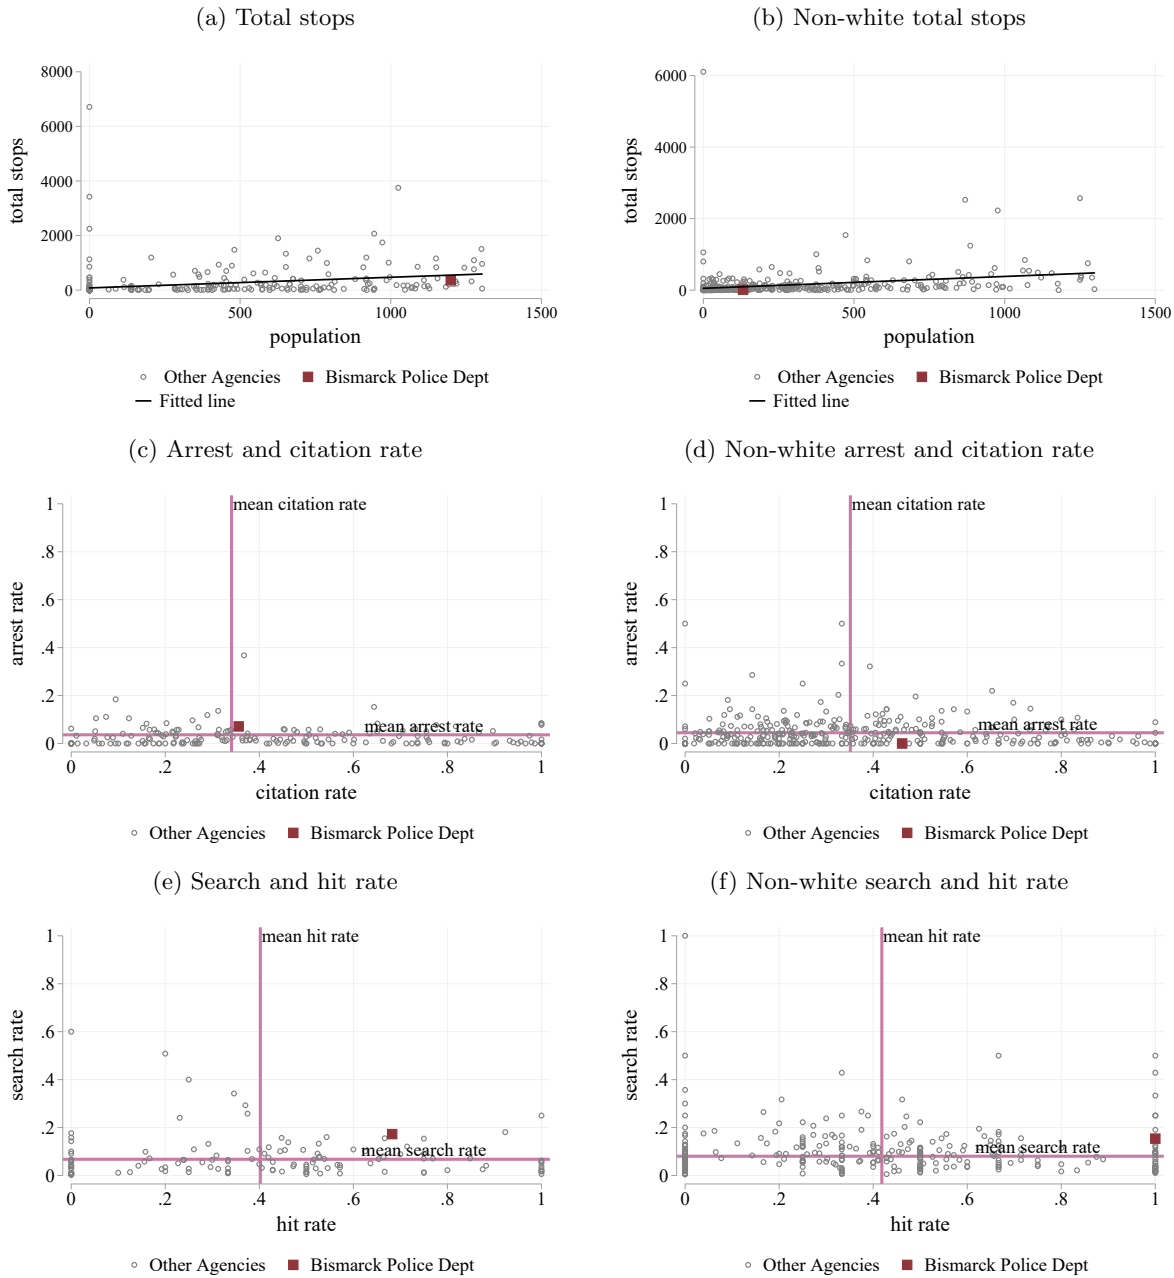 (a) Total stops
8000
6000
4000
2000
0
total stops
0 500 1000 1500
population
Other Agencies Bismarck Police Dept
Fitted line
(b) Non-white total stops
6000
4000
2000
0
total stops
0 500 1000 1500
population
Other Agencies Bismarck Police Dept
Fitted line
(c) Arrest and citation rate
1
.8
.6
.4
.2
0
arrest rate
mean citation rate
mean arrest rate
0 .2 .4 .6 .8 1
citation rate
Other Agencies Bismarck Police Dept
(d) Non-white arrest and citation rate
1
.8
.6
.4
.2
0
arrest rate
mean citation rate
mean arrest rate
0 .2 .4 .6 .8 1
citation rate
Other Agencies Bismarck Police Dept
(e) Search and hit rate
1
.8
.6
.4
.2
0
search rate
mean hit rate
mean search rate
0 .2 .4 .6 .8 1
hit rate
Other Agencies Bismarck Police Dept
(f) Non-white search and hit rate
1
.8
.6
.4
.2
0
search rate
mean hit rate
mean search rate
0 .2 .4 .6 .8 1
hit rate
Other Agencies Bismarck Police Dept